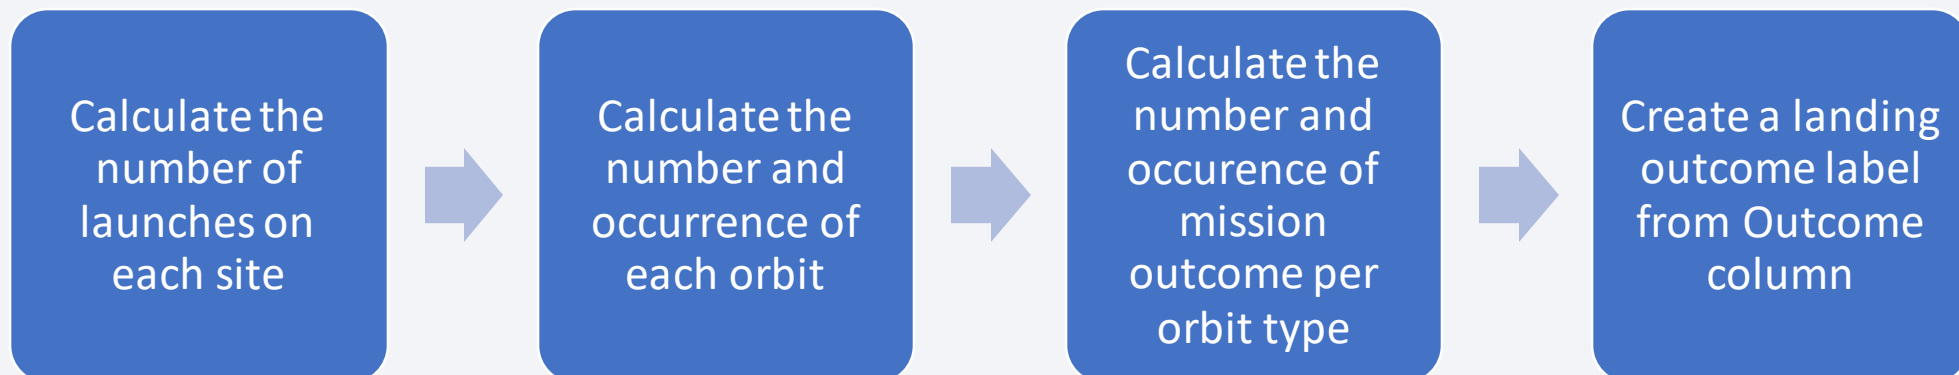 Calculate the
number of
launches on
each site
Calculate the
number and
occurrence of
each orbit
Calculate the
number and
occurence of
mission
outcome per
orbit type
Create a landing
outcome label
from Outcome
column